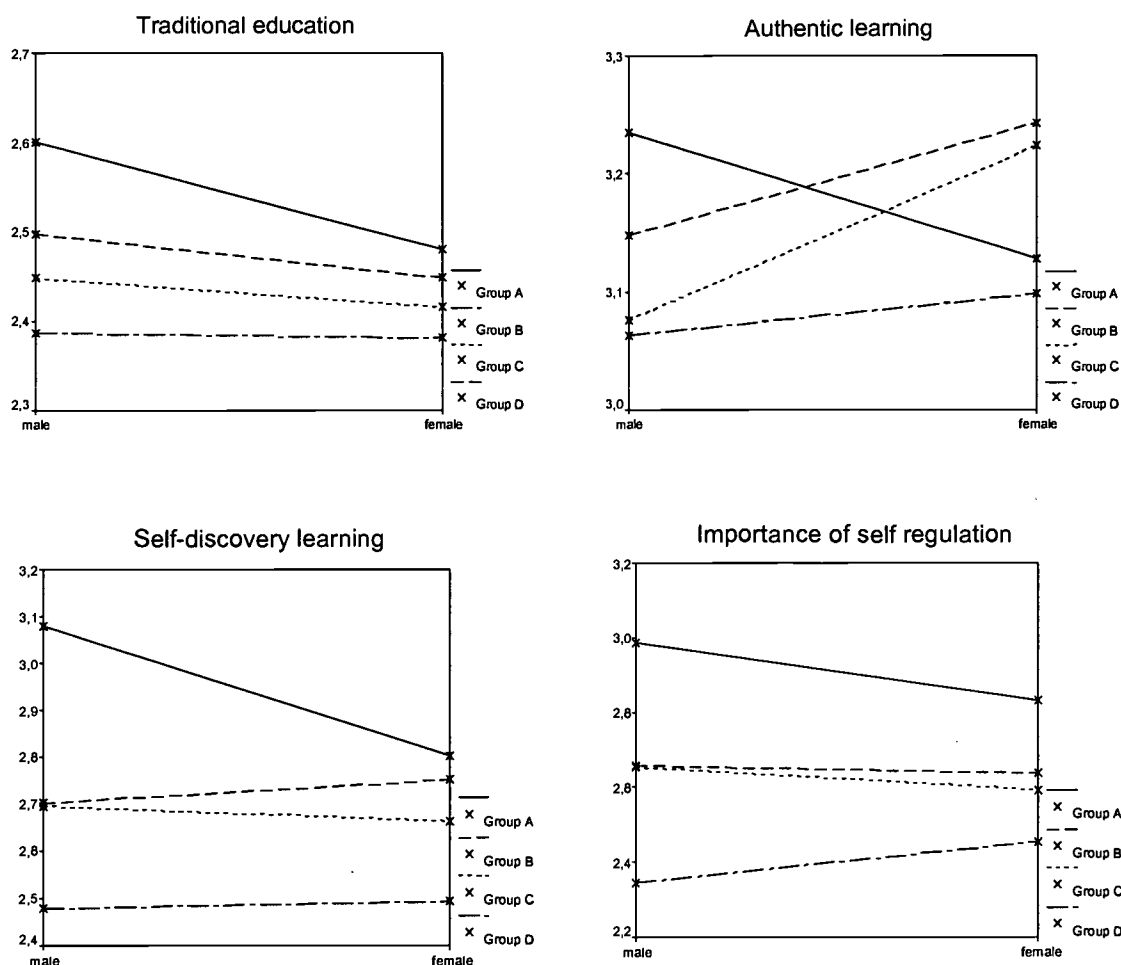 Traditional education
2,7
2,6
2,5
2,4
2,3
male
female
Group A
Group B
Group C
Group D
Authentic learning
3,3
3,2
3,1
3,0
male
female
Group A
Group B
Group C
Group D
Self-discovery learning
3,2
3,1
3,0
2,9
2,8
2,7
2,6
2,5
2,4
male
female
Group A
Group B
Group C
Group D
Importance of self regulation
3,2
3,0
2,8
2,6
2,4
2,2
male
female
Group A
Group B
Group C
Group D